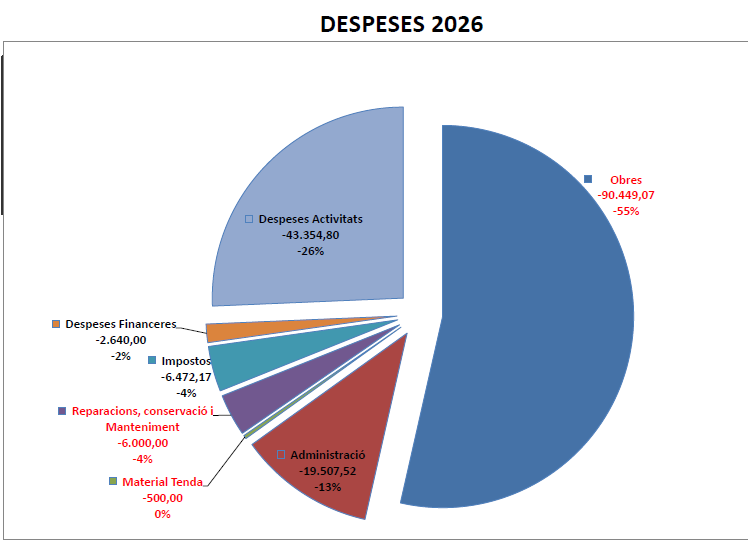 DESPESES 2026
Obres
-90.449,07
-55%
Despeses Activitats
-43.354,80
-26%
Despeses Financeres
-2.640,00
-2%
Impostos
-6.472,17
-4%
Reparacions, conservació i
Manteniment
-6.000,00
-4%
Administració
-19.507,52
-13%
Material Tenda
-500,00
0%